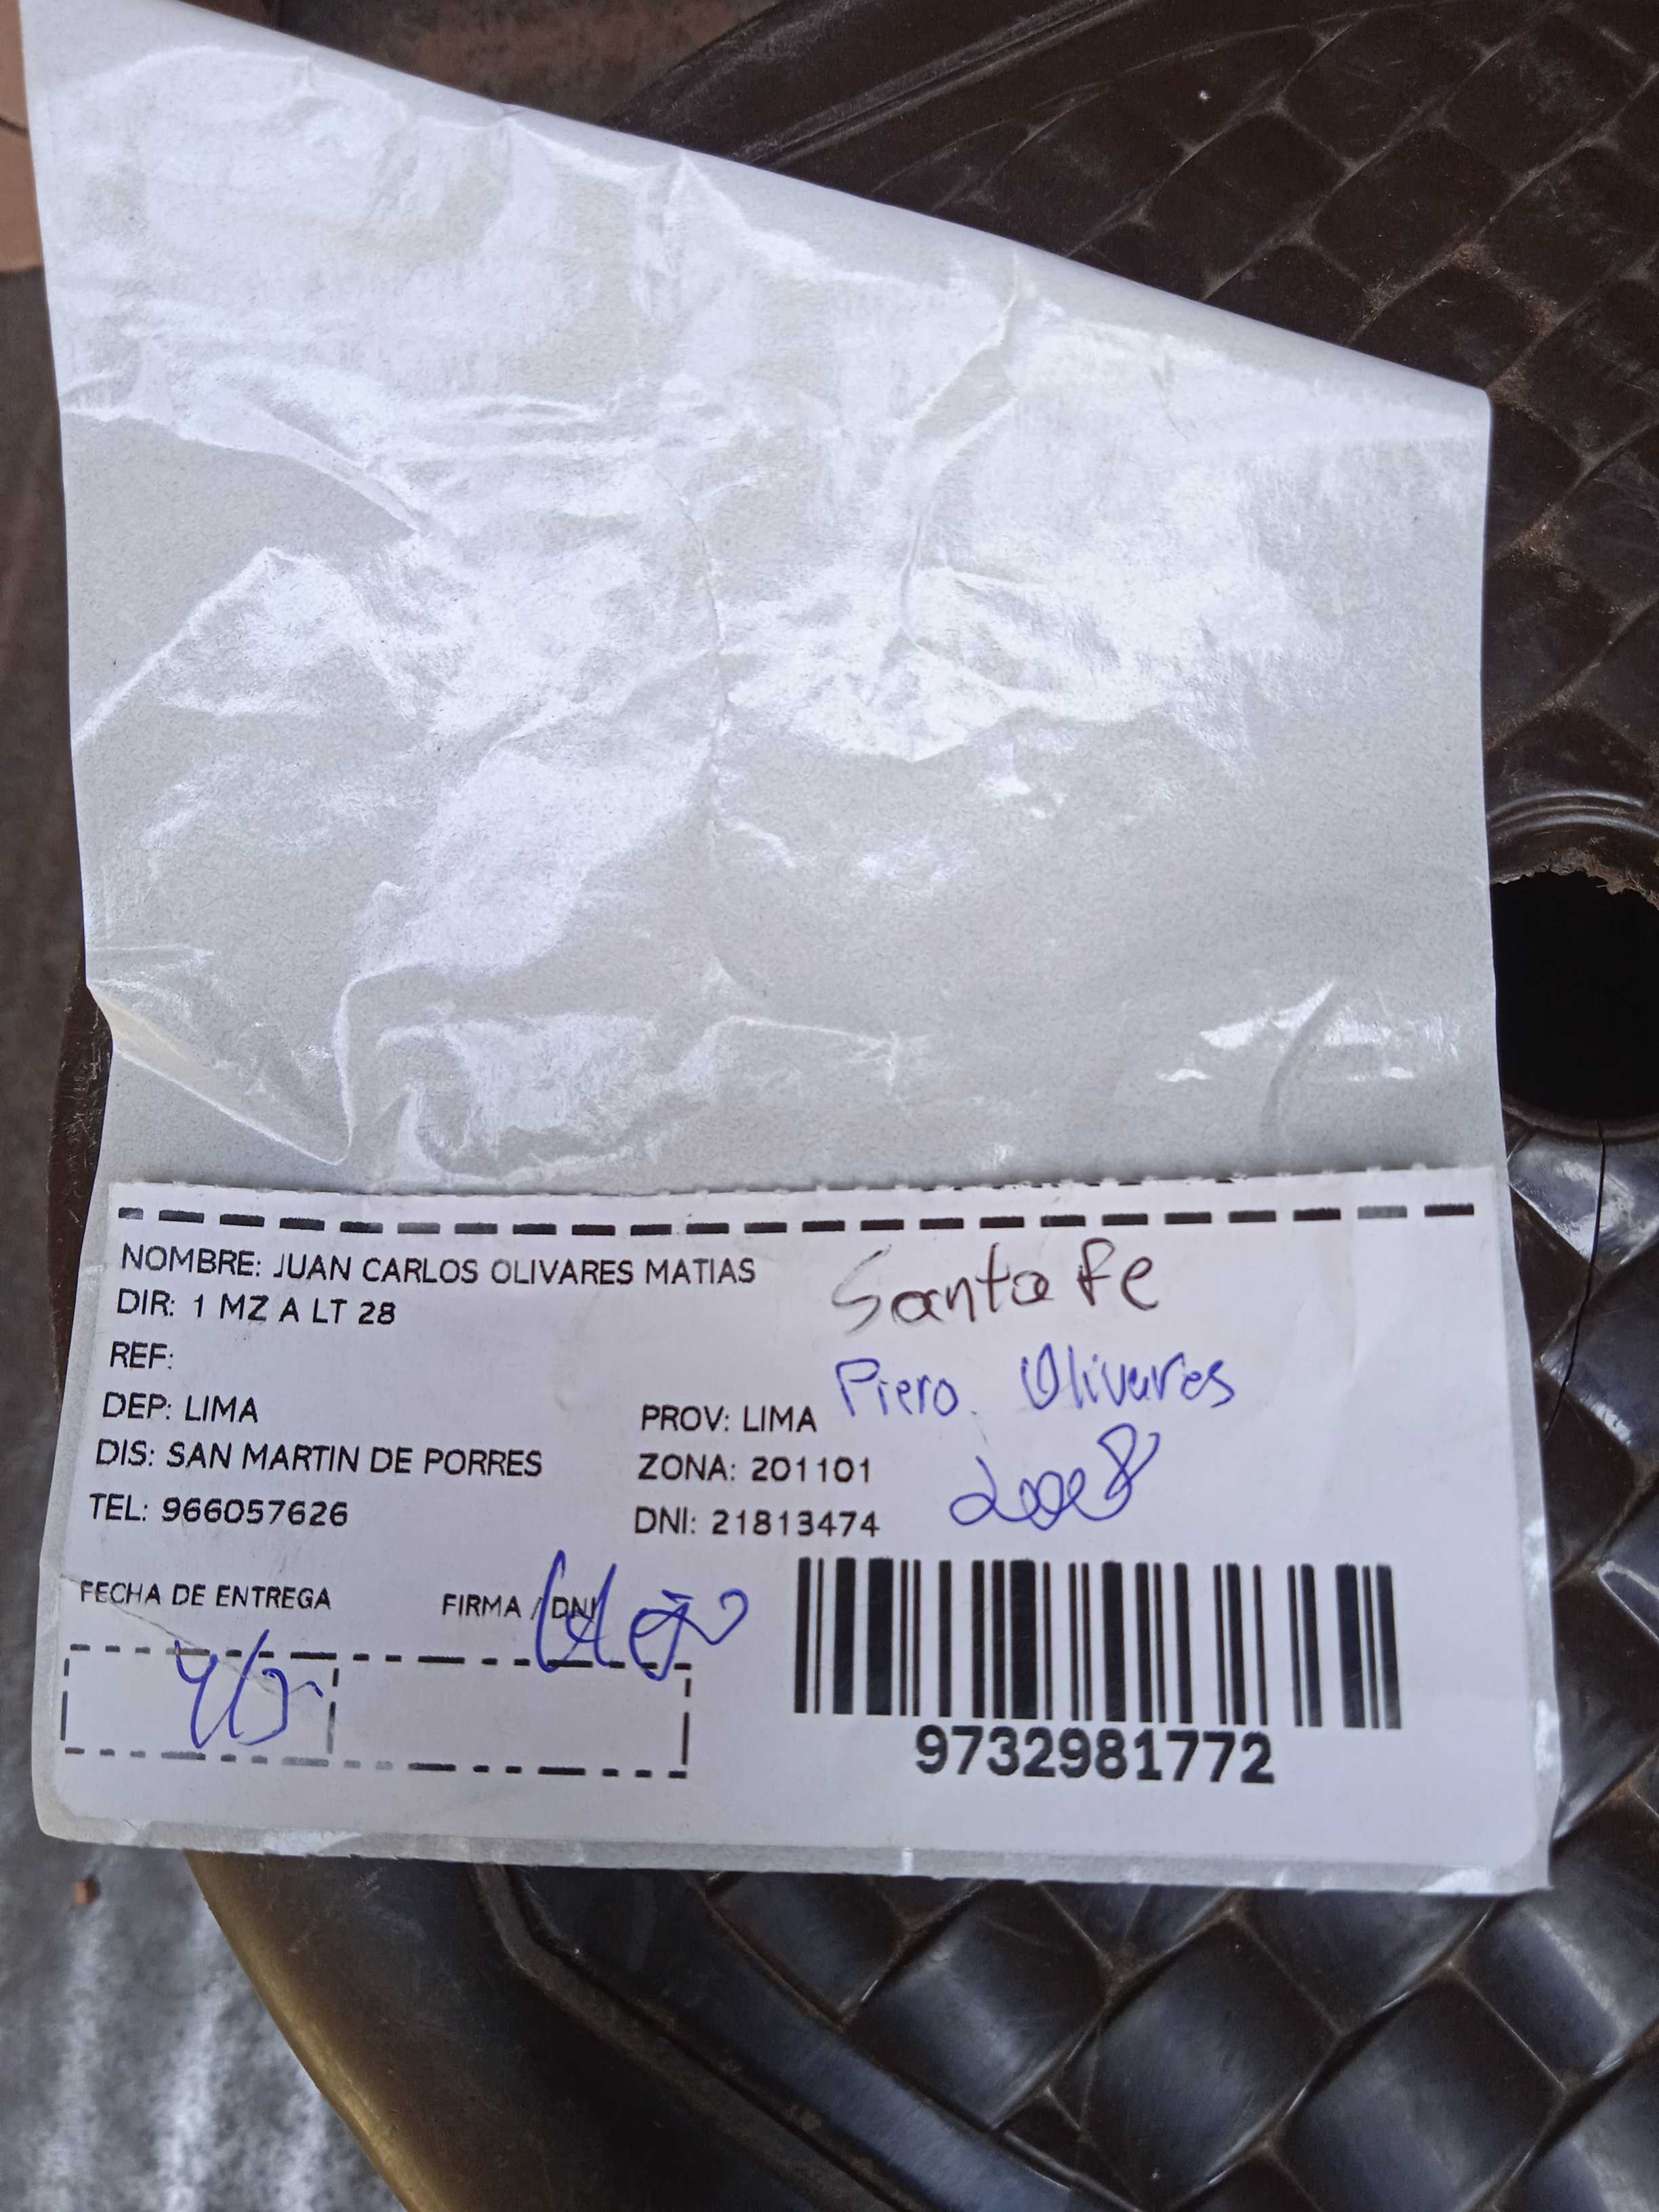 NOMBRE: JUAN CARLOS OLIVARES MATIAS
Santa Fe
DIR: 1 MZ A LT 28
REF:
Piero Olivares
DEP: LIMA
PROV: LIMA
DIS: SAN MARTIN DE PORRES
ZONA: 201101
TEL: 966057626
DNI: 21813474
FECHA DE ENTREGA
FIRMA / DNI
9732981772